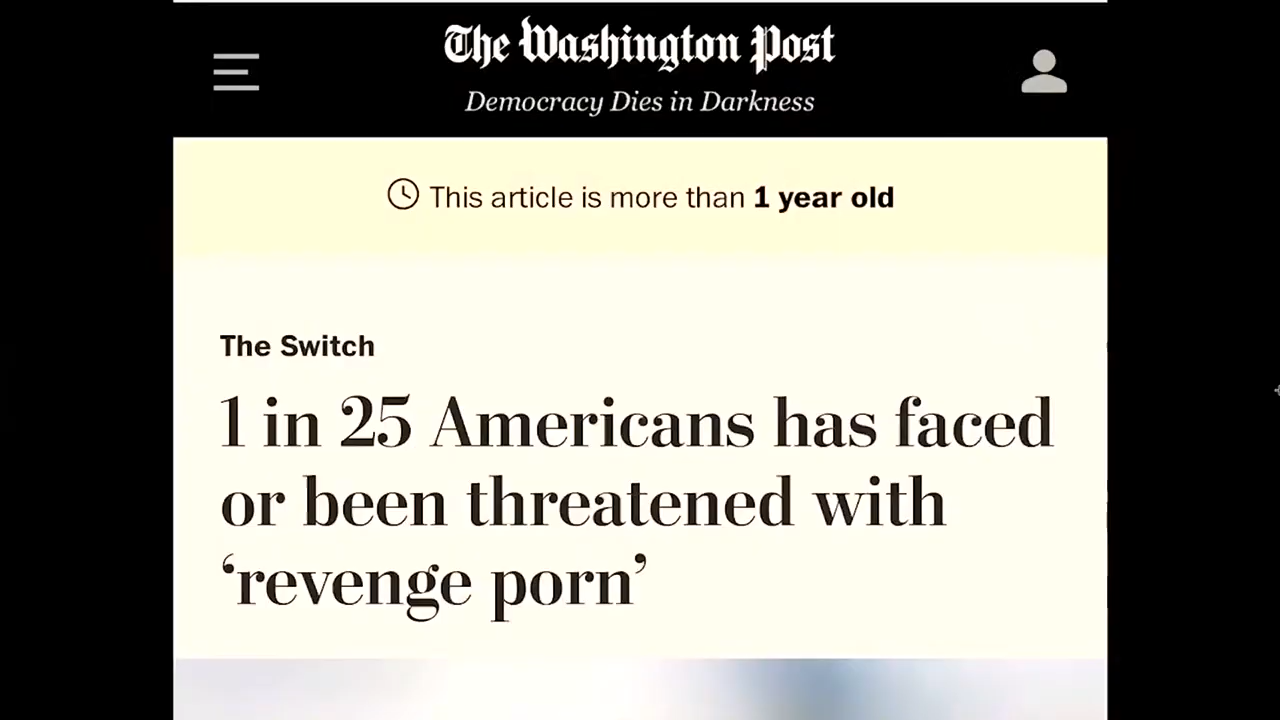 The Washington Post
Democracy Dies in Darkness
This article is more than 1 year old
The Switch
1 in 25 Americans has faced
or been threatened with
‘revenge porn’